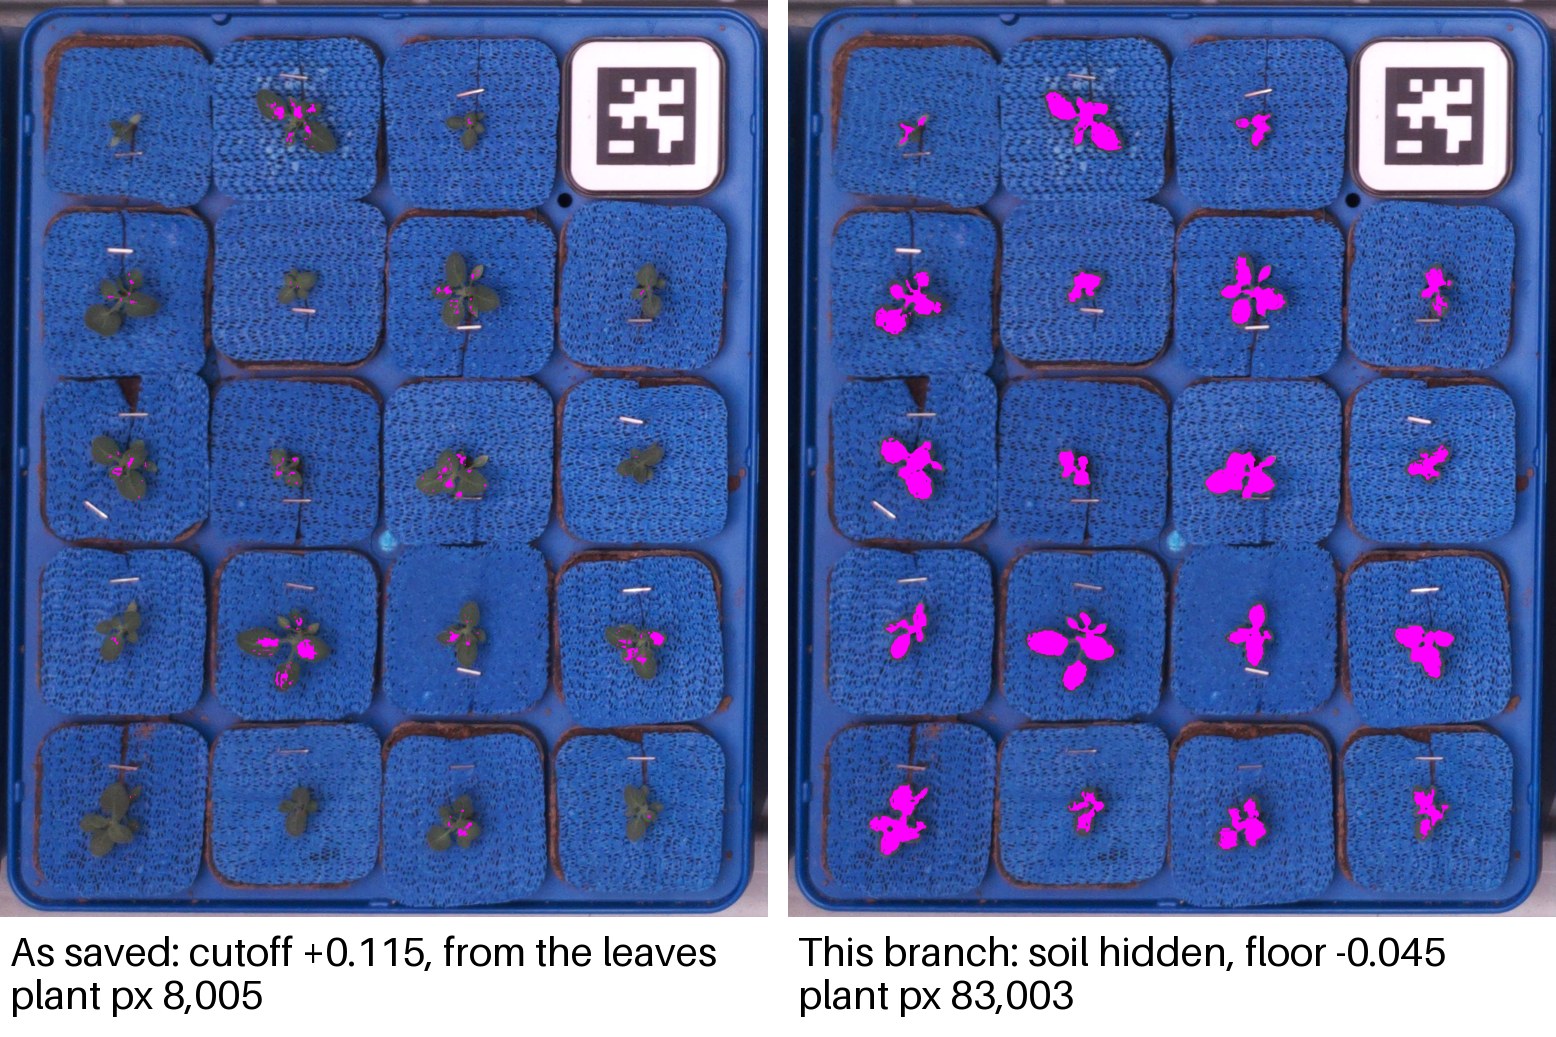 As saved: cutoff +0.115, from the leaves
plant px 8,005
This branch: soil hidden, floor -0.045
plant px 83,003